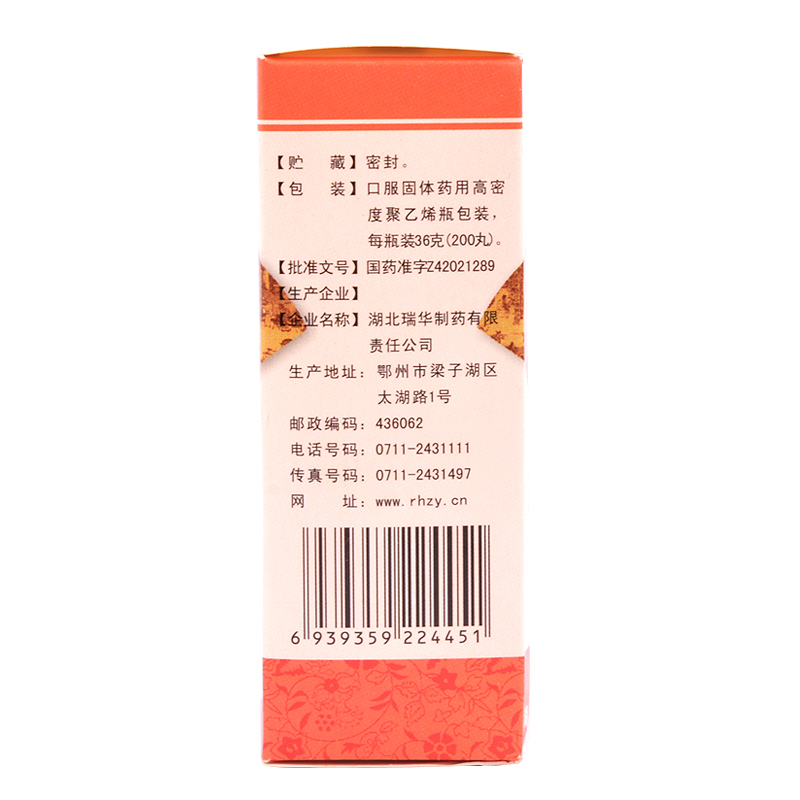 【贮 藏】密封。
【包 装】口服固体药用高密
度聚乙烯瓶包装，
每瓶装36克(200丸)。
【批准文号】国药准字Z42021289
【生产企业】
【企业名称】湖北瑞华制药有限
责任公司
生产地址：鄂州市梁子湖区
太湖路1号
邮政编码：436062
电话号码：0711-2431111
传真号码：0711-2431497
网 址：www.rhzy.cn
6 939359 224451